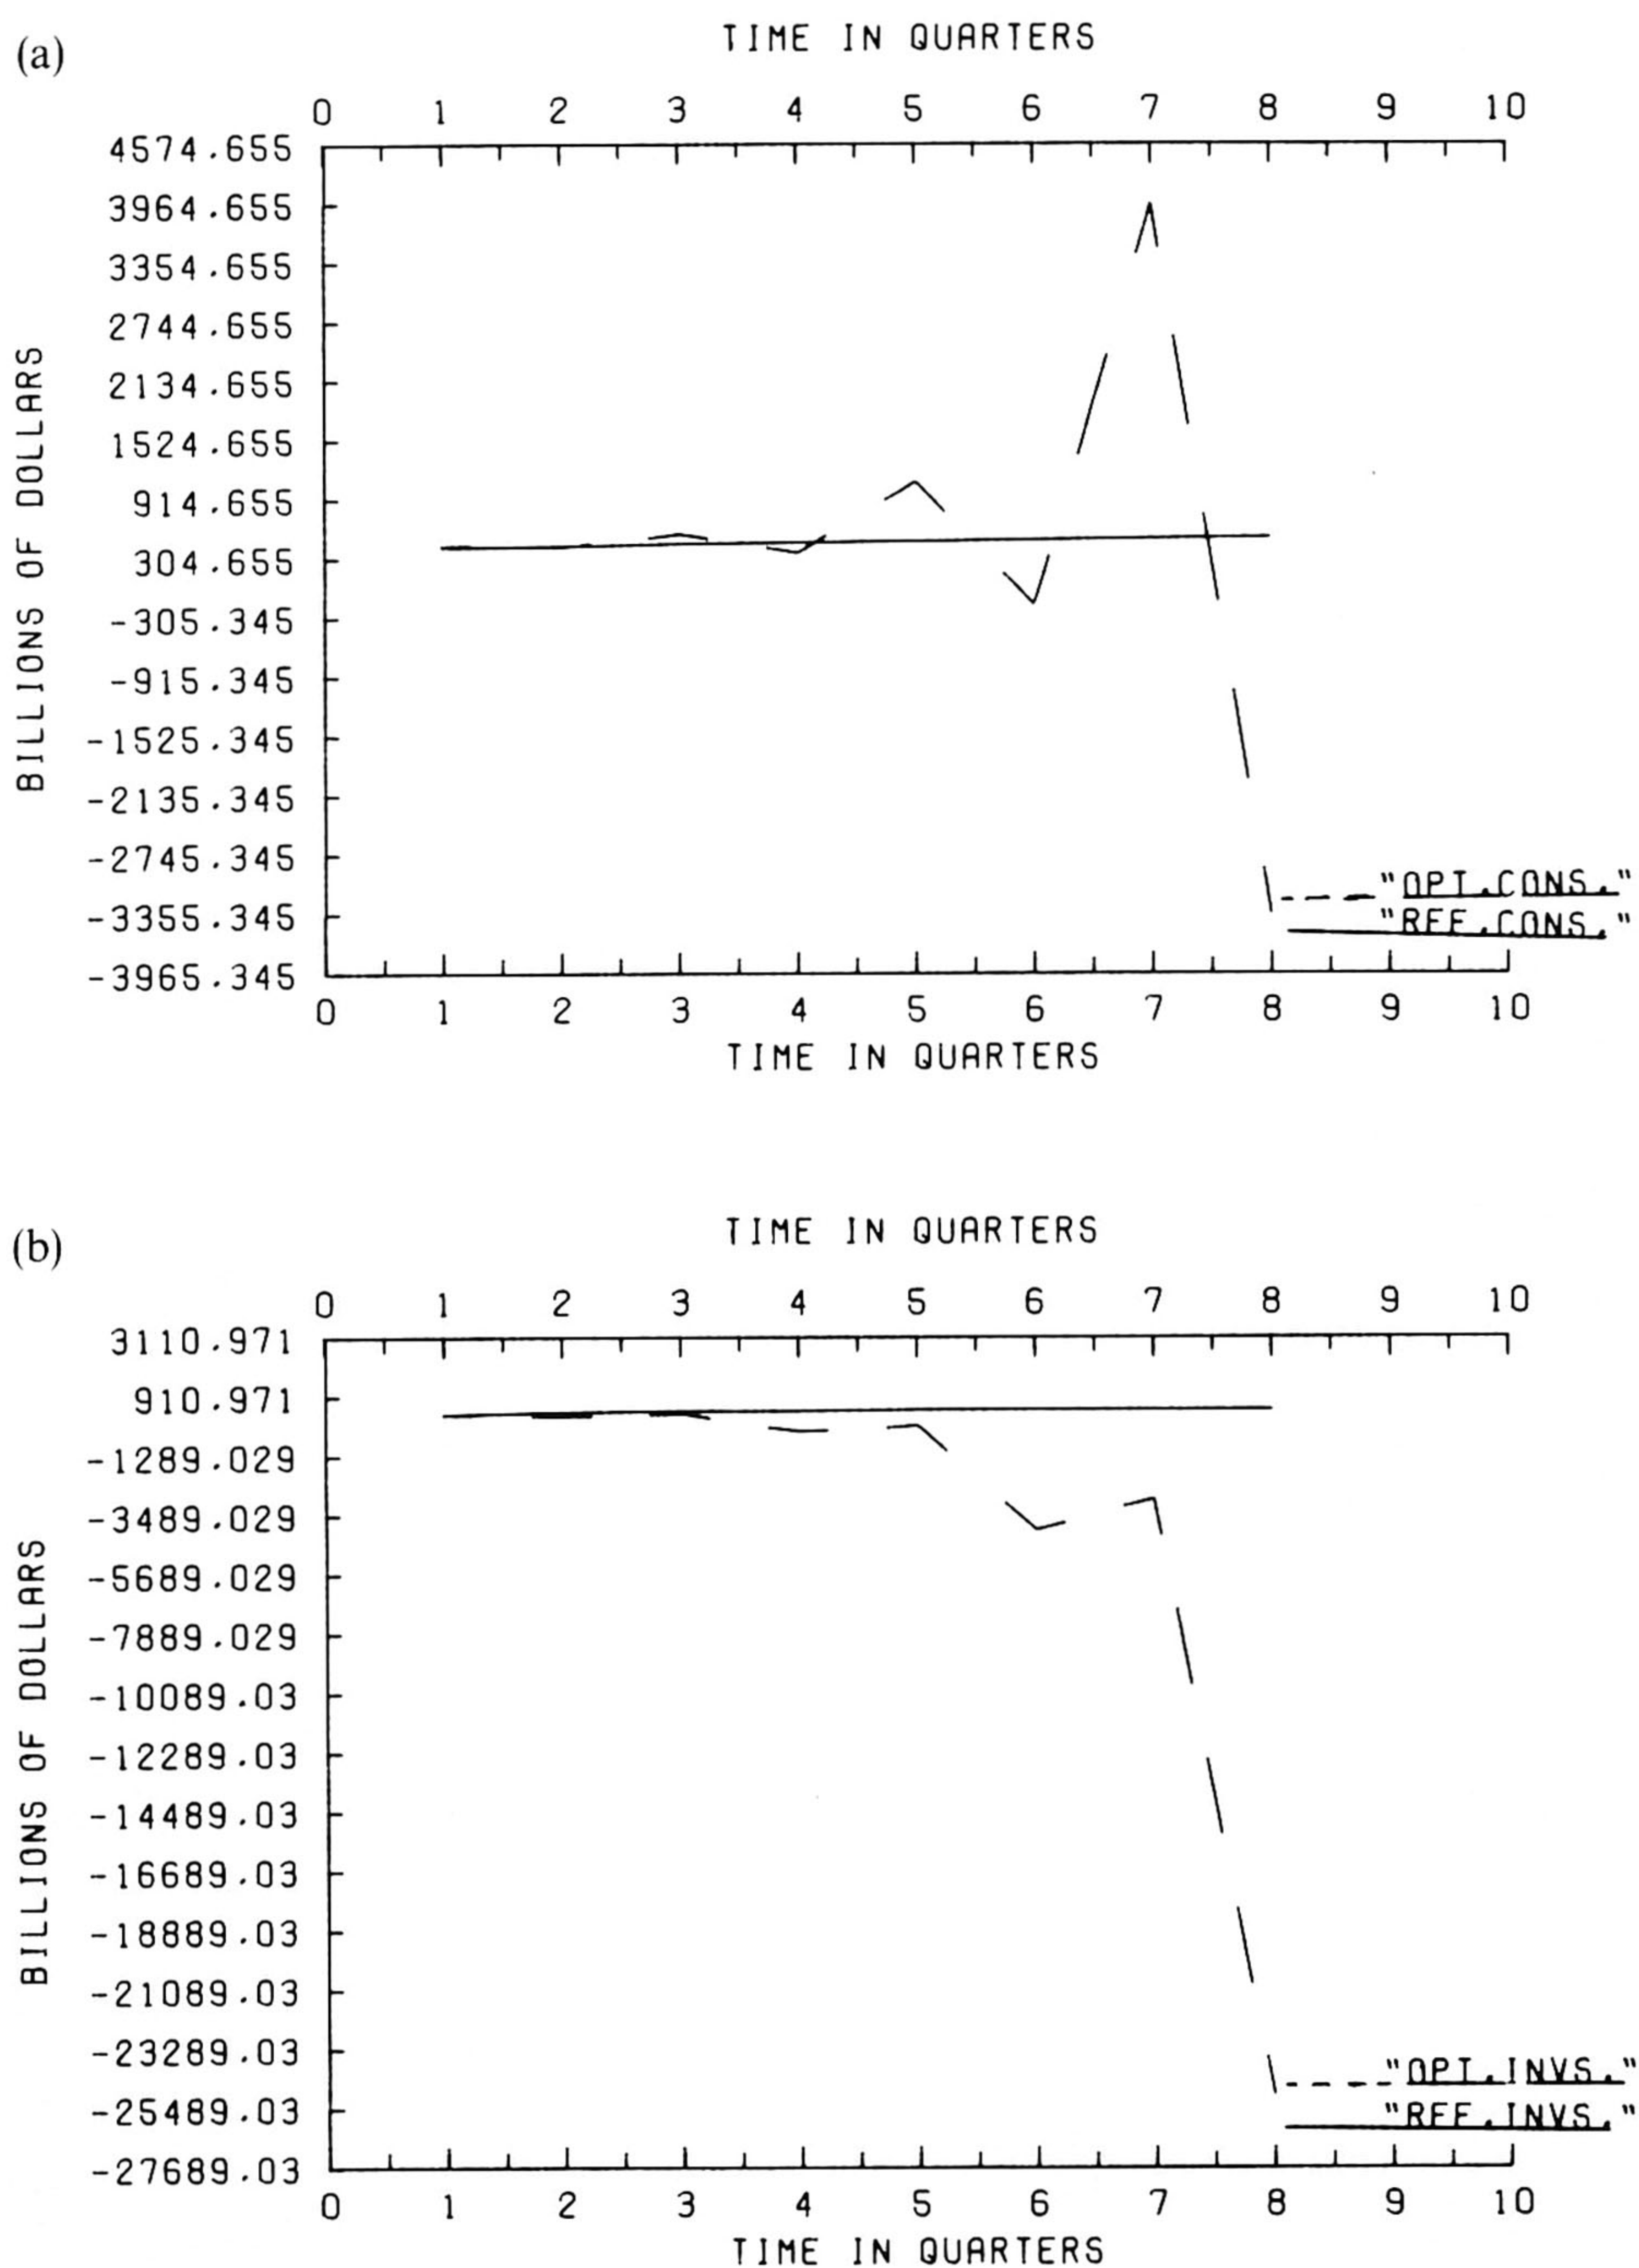 (a)
TIME IN QUARTERS
0 1 2 3 4 5 6 7 8 9 10
4574.655
3964.655
3354.655
2744.655
2134.655
1524.655
914.655
304.655
-305.345
-915.345
-1525.345
-2135.345
-2745.345
-3355.345
-3965.345
BILLIONS OF DOLLARS
"OPT.CONS."
"REF.CONS."
0 1 2 3 4 5 6 7 8 9 10
TIME IN QUARTERS
(b)
TIME IN QUARTERS
0 1 2 3 4 5 6 7 8 9 10
3110.971
910.971
-1289.029
-3489.029
-5689.029
-7889.029
-10089.03
-12289.03
-14489.03
-16689.03
-18889.03
-21089.03
-23289.03
-25489.03
-27689.03
BILLIONS OF DOLLARS
"OPT.INVS."
"REF.INVS."
0 1 2 3 4 5 6 7 8 9 10
TIME IN QUARTERS